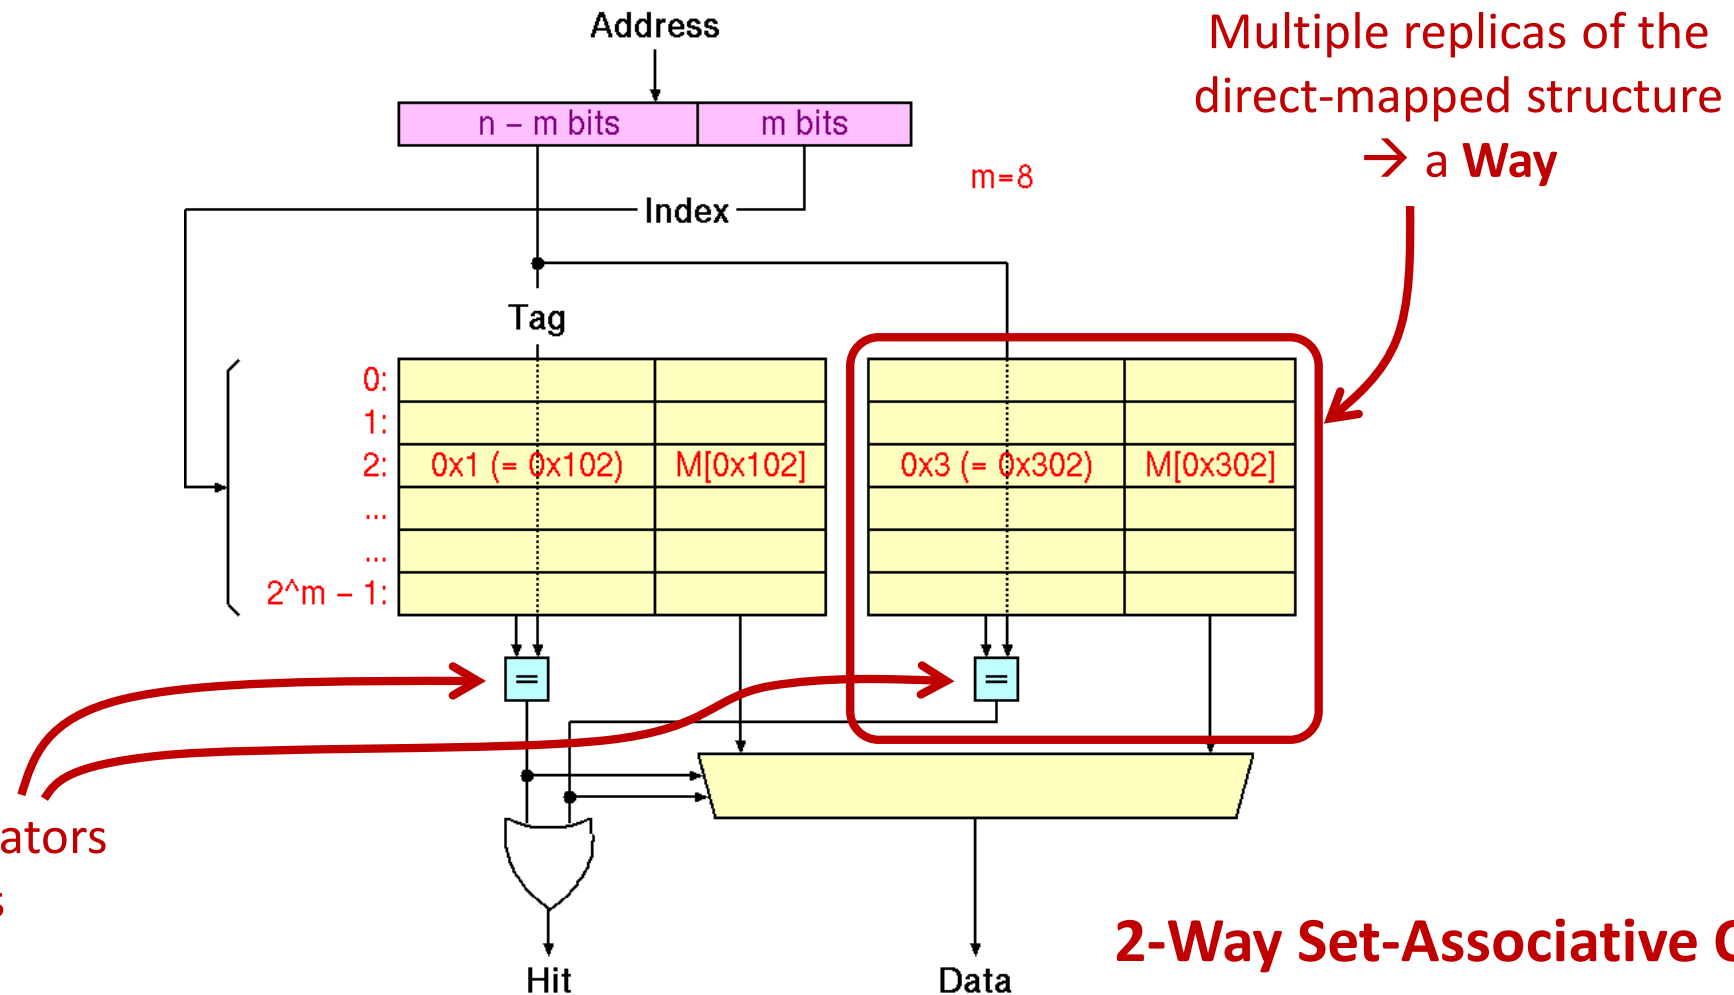 Address
Multiple replicas of the
direct-mapped structure
→ a Way
n – m bits
m bits
m=8
Index
Tag
0:
1:
2:
0x1 (= 0x102)
M[0x102]
0x3 (= 0x302)
M[0x302]
...
...
2^m – 1:
=
=
ators
s
2-Way Set-Associative C
Hit
Data